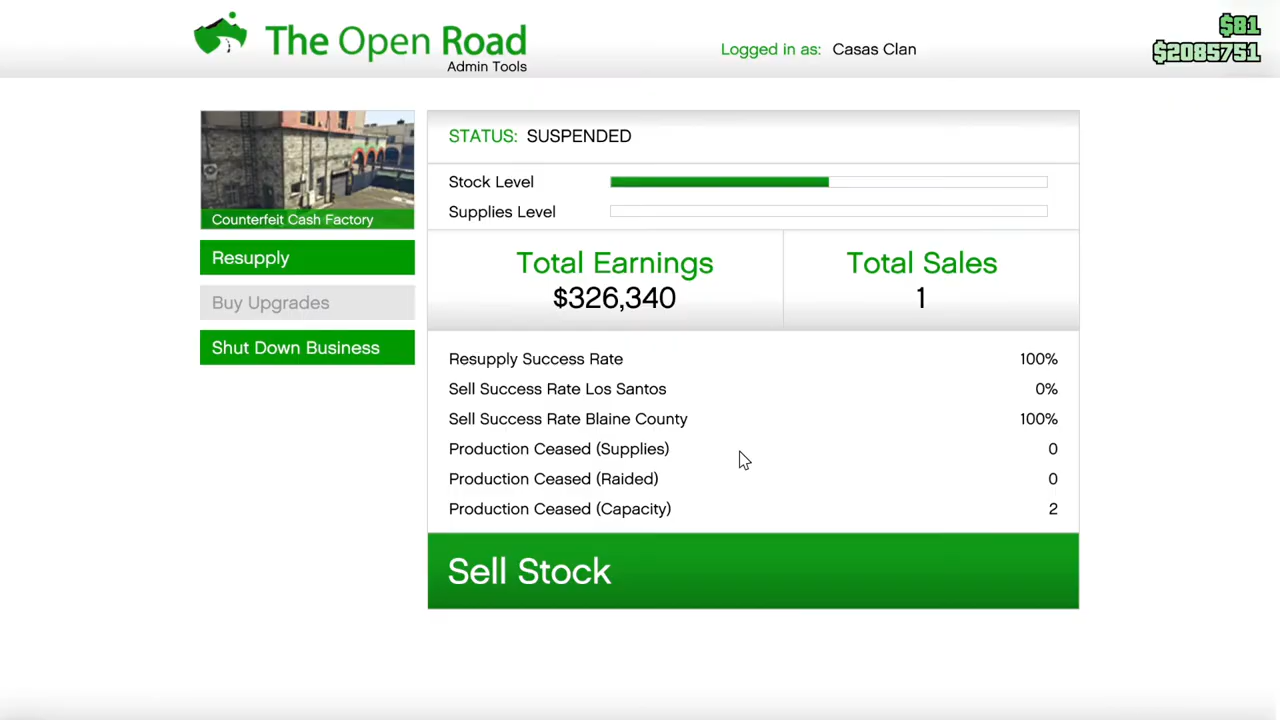 The Open Road
Admin Tools
Logged in as: Casas Clan
$81
$2085751
Counterfeit Cash Factory
Resupply
Buy Upgrades
Shut Down Business
STATUS: SUSPENDED
Stock Level
Supplies Level
Total Earnings
$326,340
Total Sales
1
Resupply Success Rate 100%
Sell Success Rate Los Santos 0%
Sell Success Rate Blaine County 100%
Production Ceased (Supplies) 0
Production Ceased (Raided) 0
Production Ceased (Capacity) 2
Sell Stock